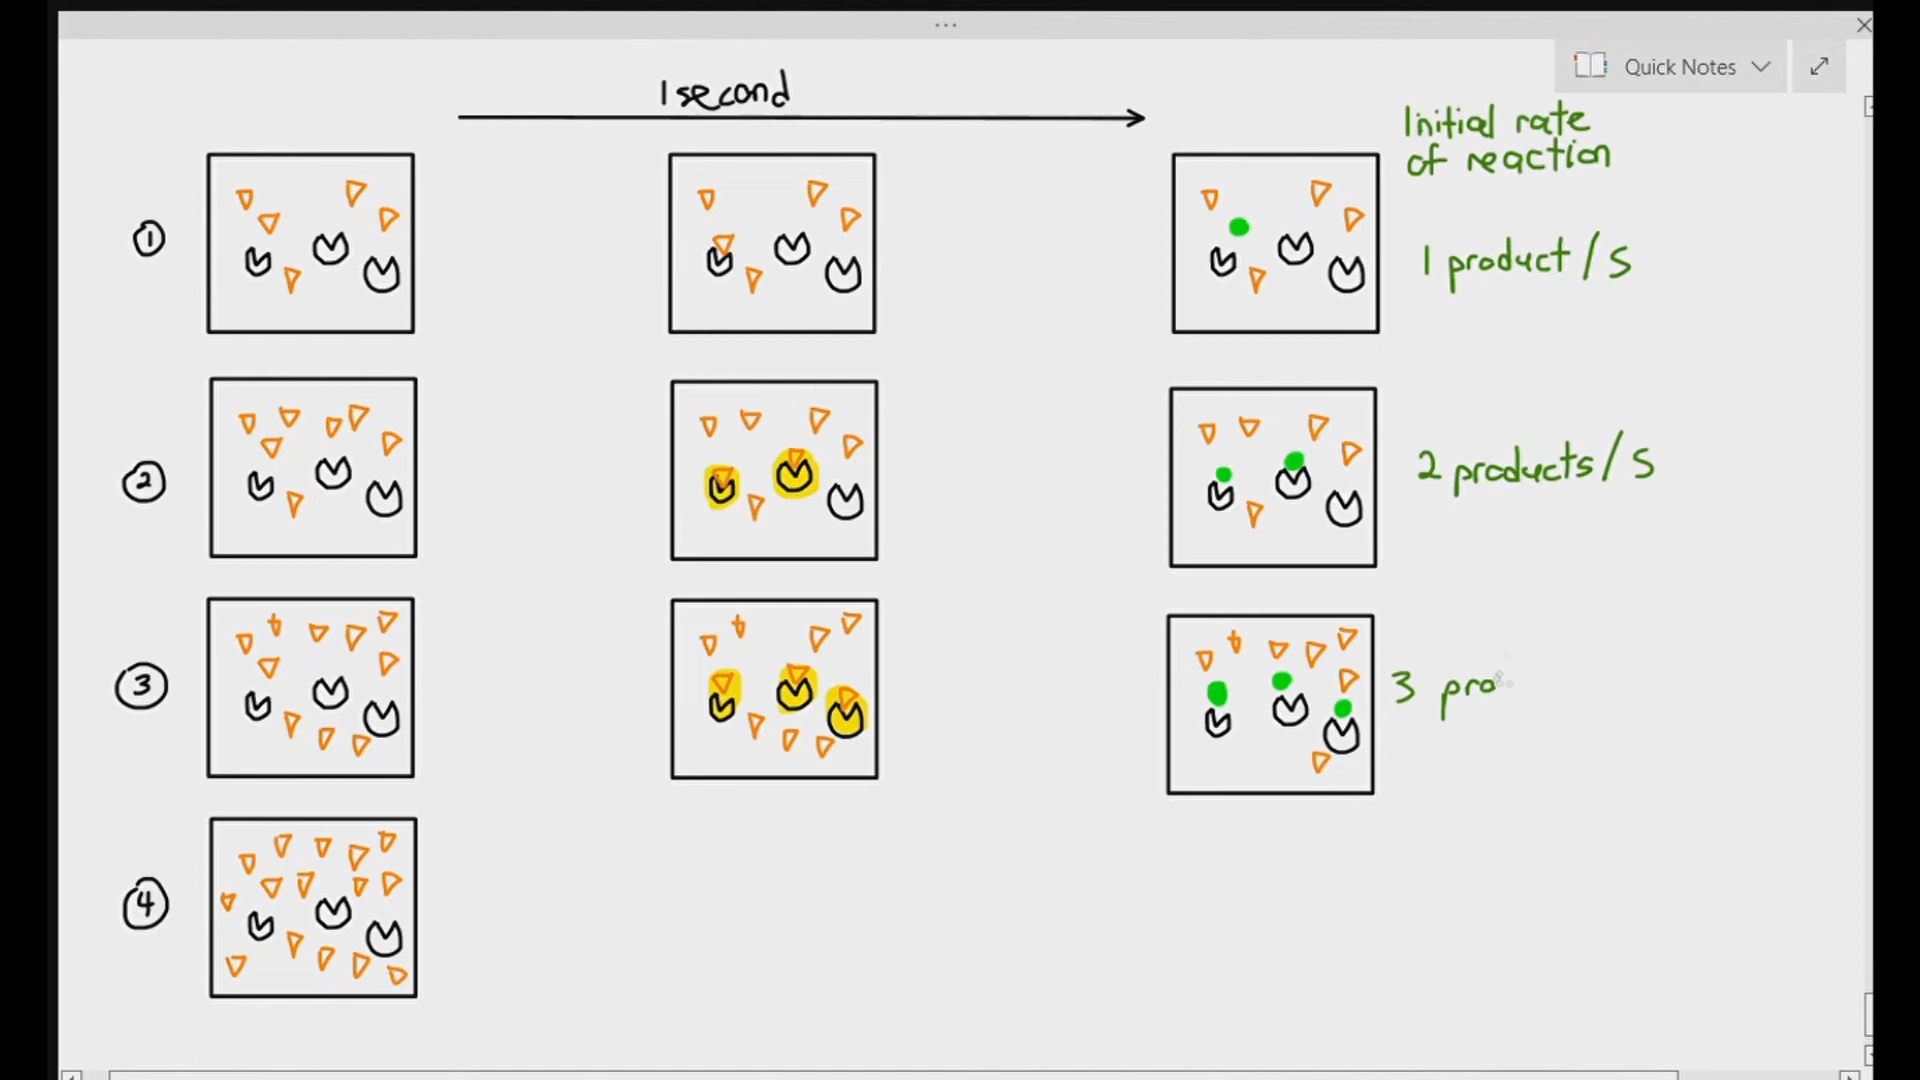 Quick Notes
1 second
Initial rate
of reaction
1
1 product / s
2
2 products / s
3
3 pro
4